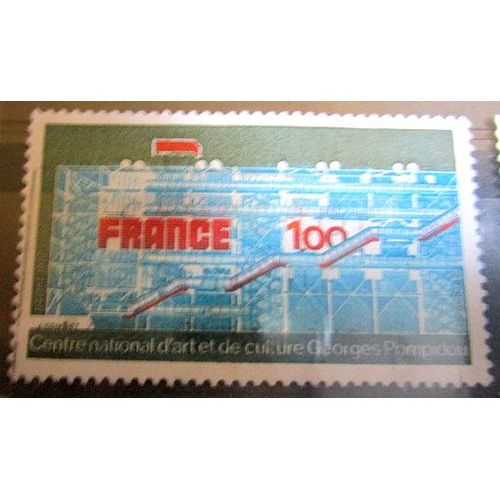 FRANCE 1.00
Centre national d'art et de culture Georges Pompidou